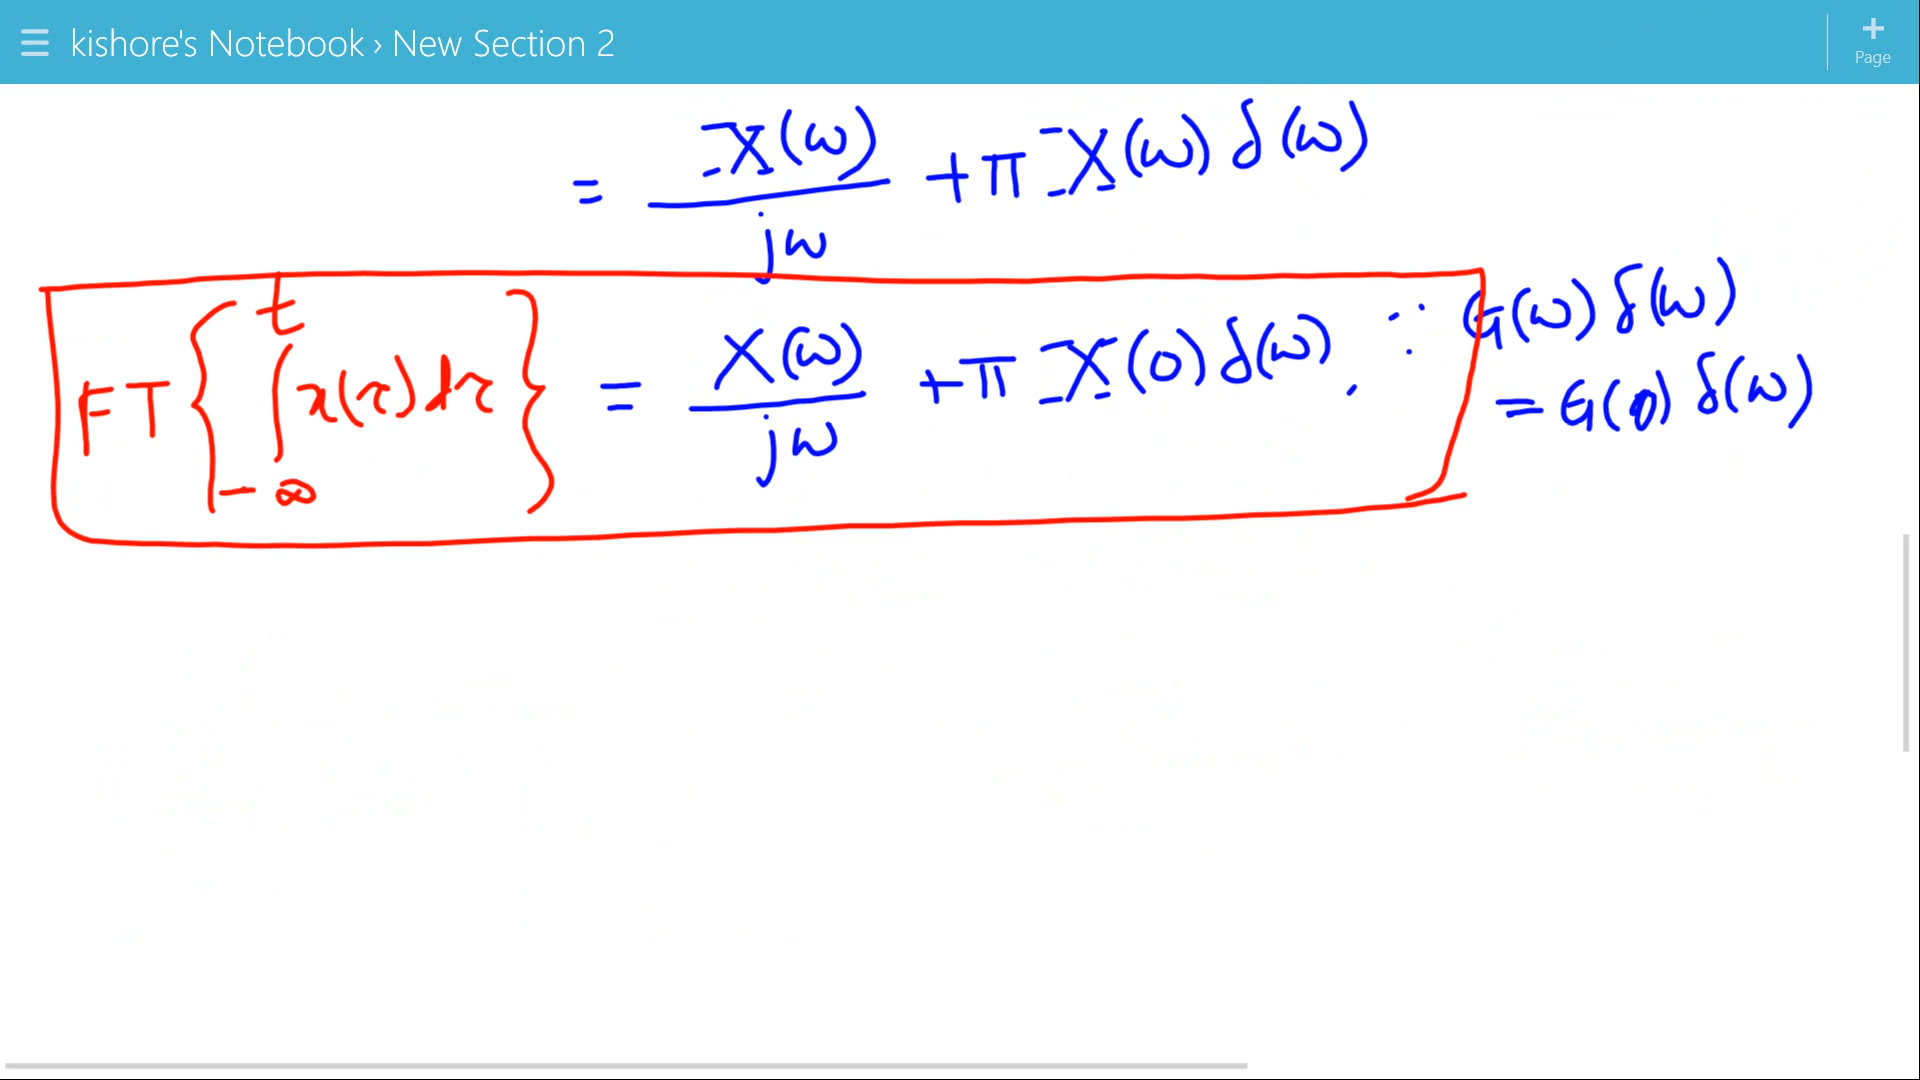 kishore's Notebook › New Section 2
Page
= X(ω)/jω + π X(ω) δ(ω)
FT { ∫_{-∞}^{t} x(τ) dτ } = X(ω)/jω + π X(0) δ(ω), ∵ G(ω) δ(ω)
= G(0) δ(ω)